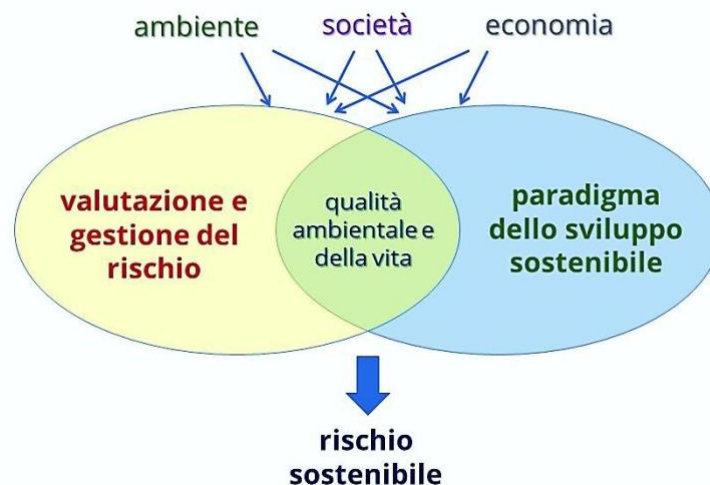 ambiente società economia
valutazione e
gestione del
rischio
qualità
ambientale e
della vita
paradigma
dello sviluppo
sostenibile
rischio
sostenibile